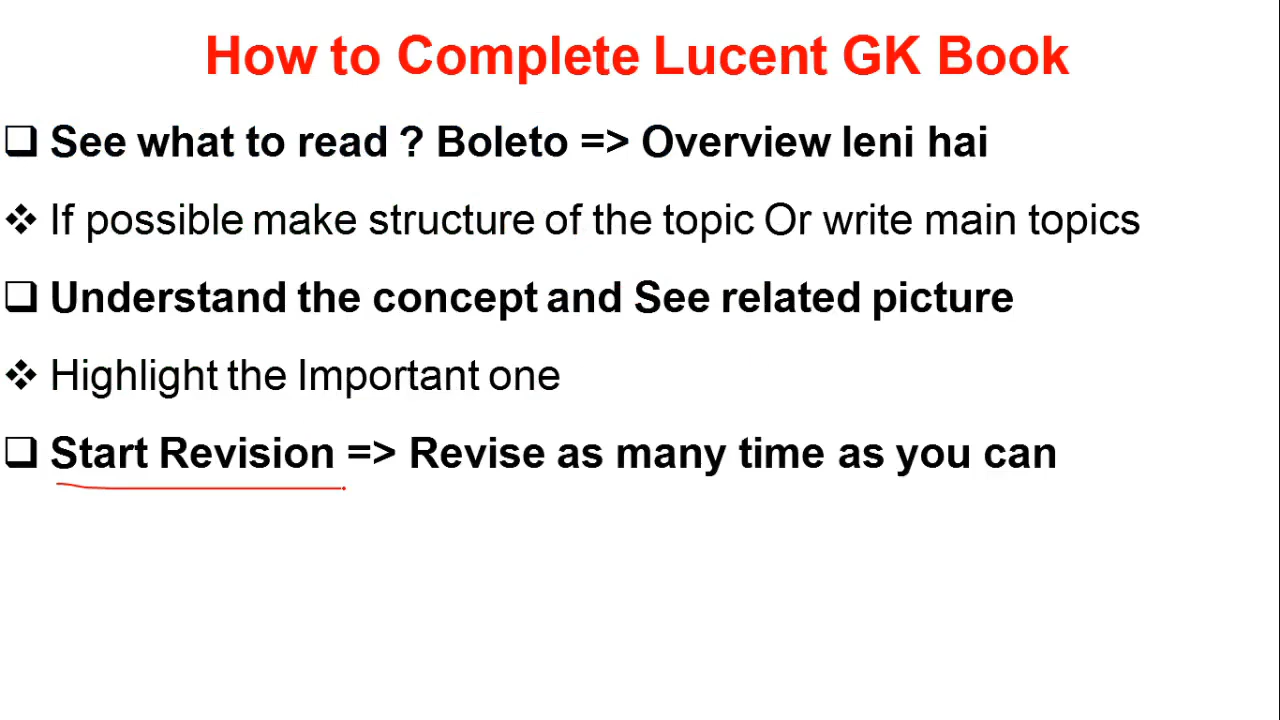 How to Complete Lucent GK Book
❑ See what to read ? Boleto => Overview leni hai
❖ If possible make structure of the topic Or write main topics
❑ Understand the concept and See related picture
❖ Highlight the Important one
❑ Start Revision => Revise as many time as you can